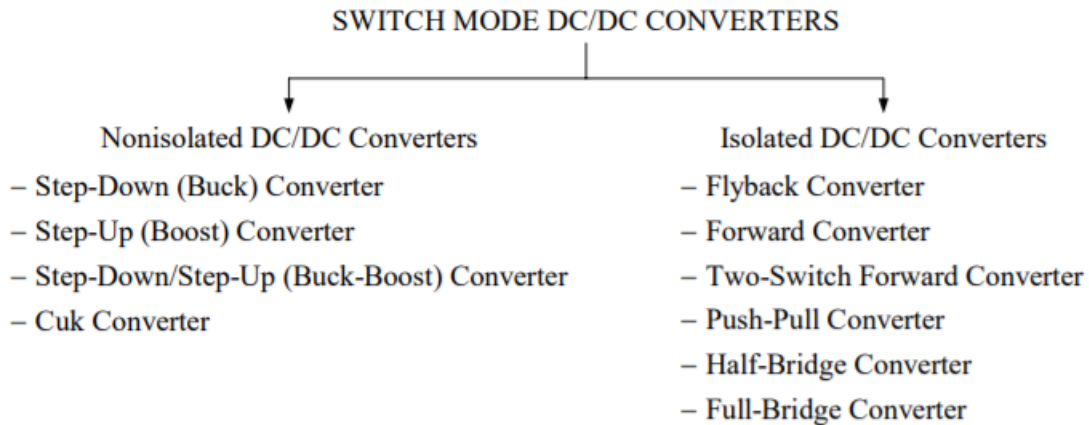 SWITCH MODE DC/DC CONVERTERS
Nonisolated DC/DC Converters
– Step-Down (Buck) Converter
– Step-Up (Boost) Converter
– Step-Down/Step-Up (Buck-Boost) Converter
– Cuk Converter
Isolated DC/DC Converters
– Flyback Converter
– Forward Converter
– Two-Switch Forward Converter
– Push-Pull Converter
– Half-Bridge Converter
– Full-Bridge Converter